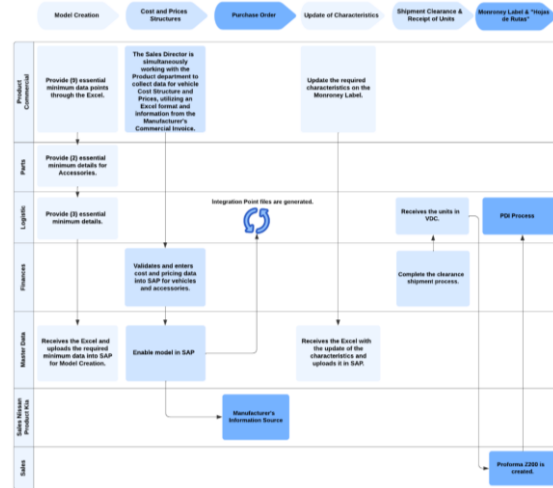 Model Creation
Cost and Prices
Structures
Purchase Order
Update of Characteristics
Shipment Clearance &
Receipt of Units
Monroney Label & "Hojas
de Rutas"
Product
Commercial
Provide (9) essential
minimum data points
through the Excel.
The Sales Director is
simultaneously
working with the
Product department to
collect data for vehicle
Cost Structure and
Prices, utilizing an
Excel format and
information from the
Manufacturer's
Commercial Invoice.
Update the required
characteristics on the
Monroney Label.
Parts
Provide (2) essential
minimum details for
Accessories.
Logistic
Provide (3) essential
minimum details.
Integration Point files are generated.
Receives the units in
VDC.
PDI Process
Finances
Validates and enters
cost and pricing data
into SAP for vehicles
and accessories.
Complete the clearance
shipment process.
Master Data
Receives the Excel and
uploads the required
minimum data into SAP
for Model Creation.
Enable model in SAP
Receives the Excel with
the update of the
characteristics and
uploads it in SAP.
Sales Nissan
Product Kia
Manufacturer's
Information Source
Sales
Proforma Z200 is
created.